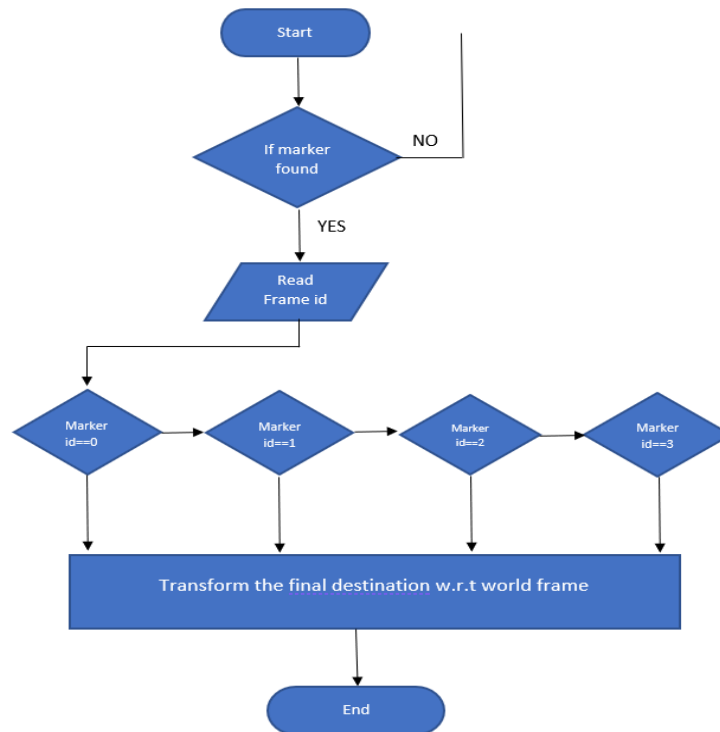 Start
If marker
found
NO
YES
Read
Frame id
Marker
id==0
Marker
id==1
Marker
id==2
Marker
id==3
Transform the final destination w.r.t world frame
End